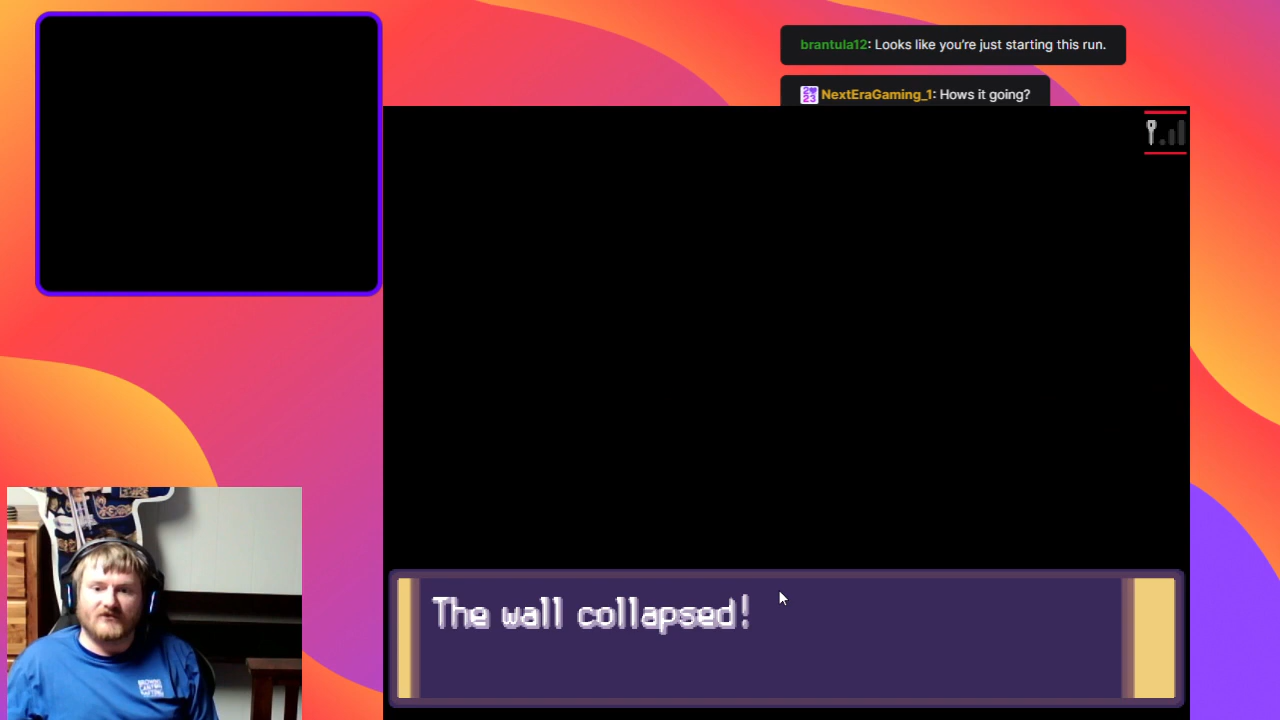 brantula12: Looks like you're just starting this run.
NextEraGaming_1: Hows it going?
The wall collapsed!